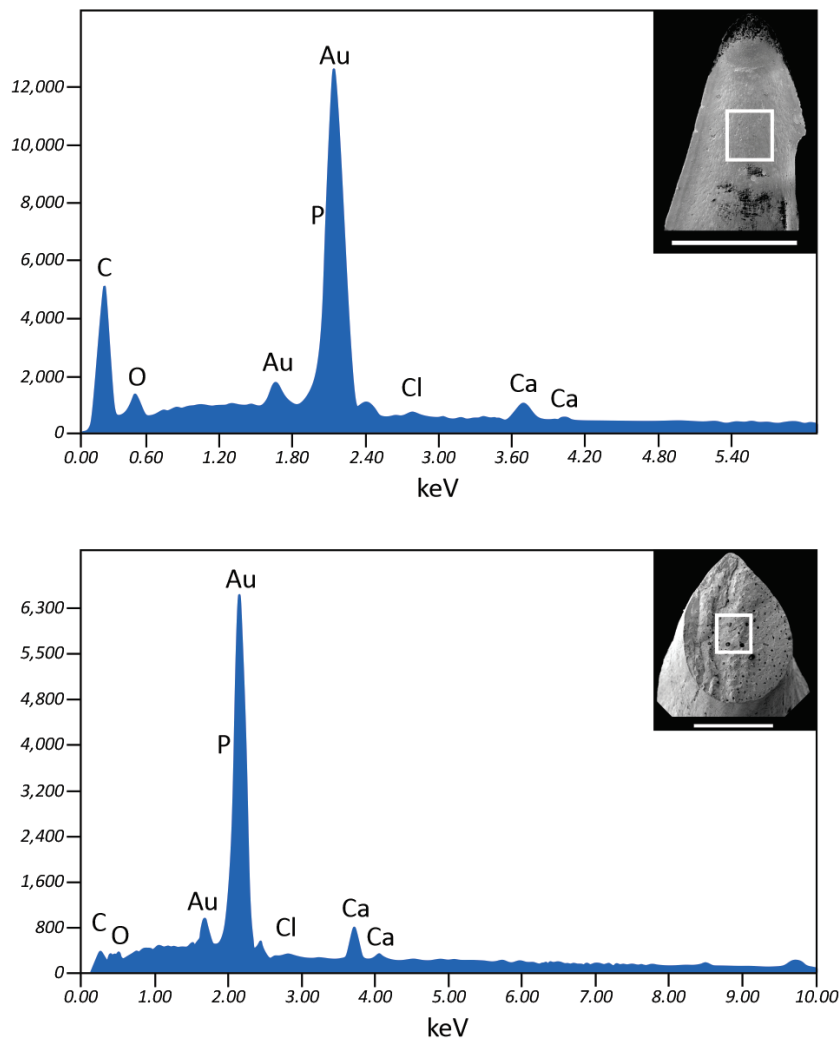 Au
12,000
10,000
8,000
P
6,000
C
4,000
Au
O
2,000
Cl
Ca
Ca
0
0.00 0.60 1.20 1.80 2.40 3.00 3.60 4.20 4.80 5.40
keV
Au
6,300
5,500
4,800
4,000
P
3,200
2,400
1,600
Au
800
C
O
Cl
Ca
Ca
0
0.00 1.00 2.00 3.00 4.00 5.00 6.00 7.00 8.00 9.00 10.00
keV